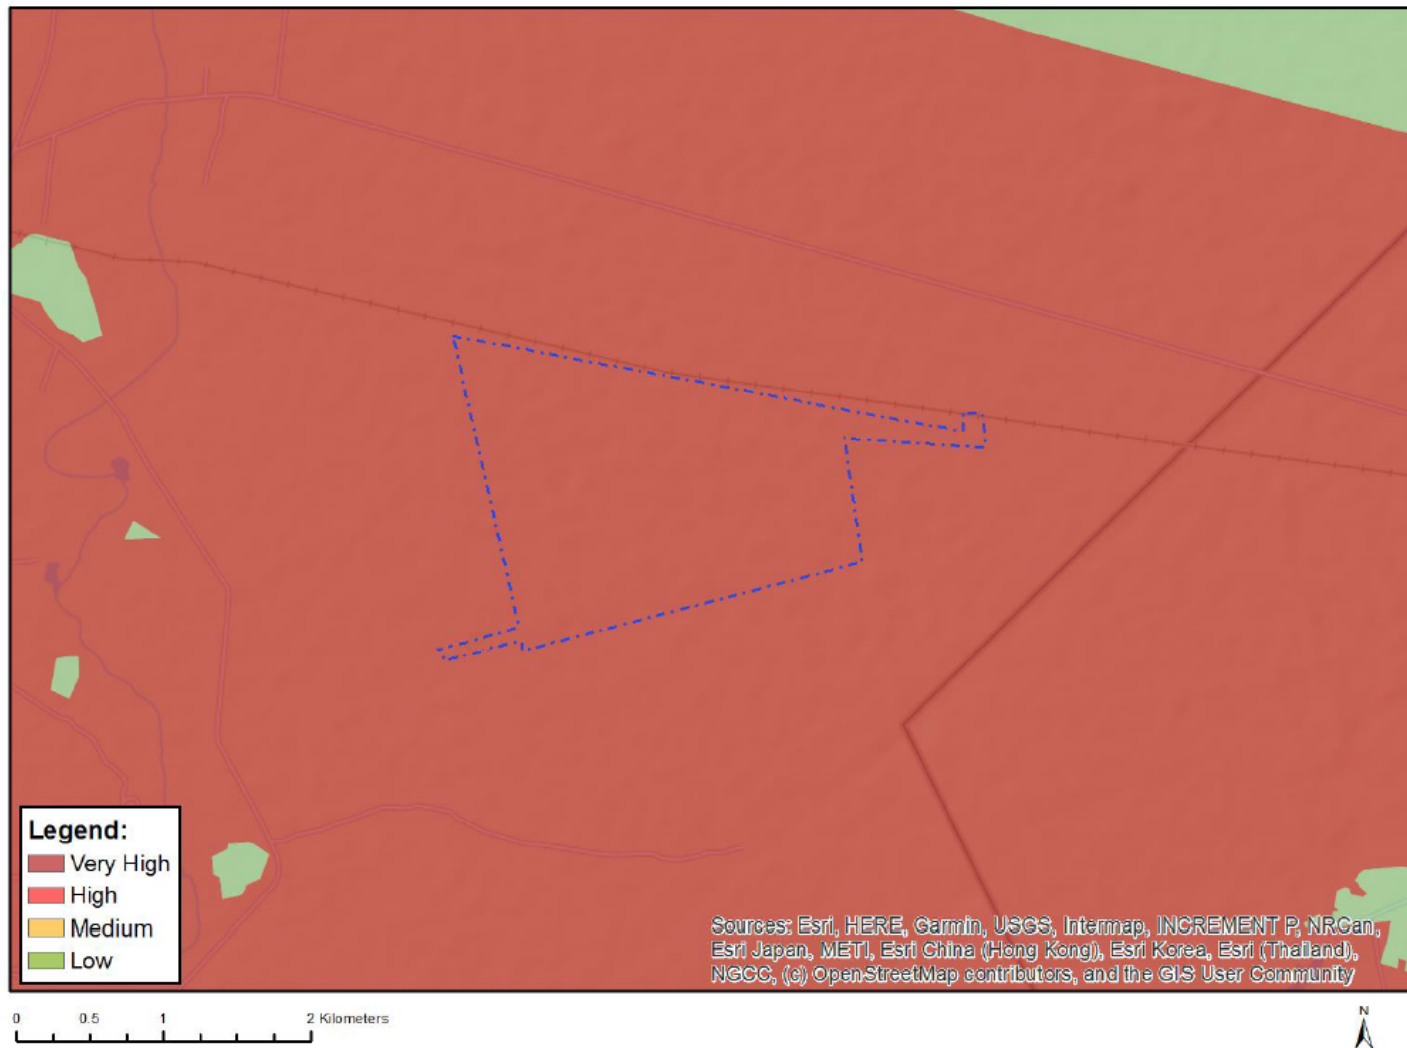 Legend:
Very High
High
Medium
Low
Sources: Esri, HERE, Garmin, USGS, Intermap, INCREMENT P, NRCan,
Esri Japan, METI, Esri China (Hong Kong), Esri Korea, Esri (Thailand),
NGCC, (c) OpenStreetMap contributors, and the GIS User Community
0 0.5 1 2 Kilometers
N